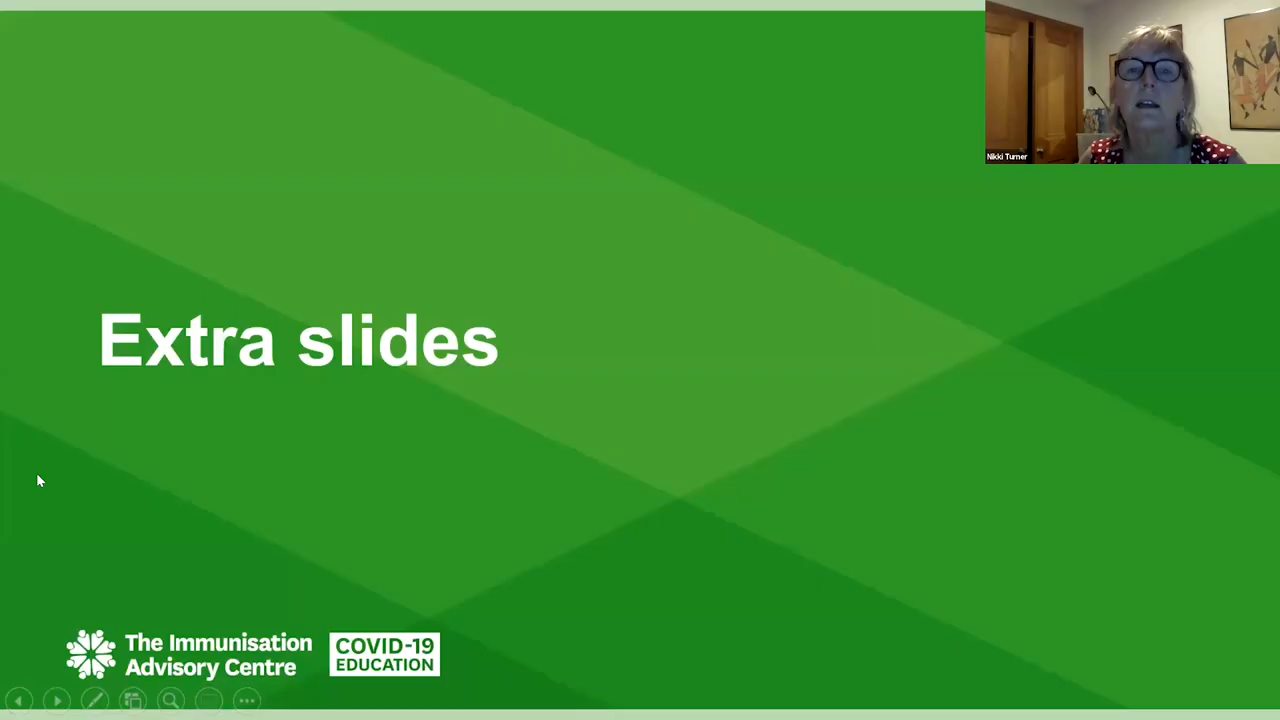 Nikki Turner
Extra slides
The Immunisation
Advisory Centre
COVID-19
EDUCATION